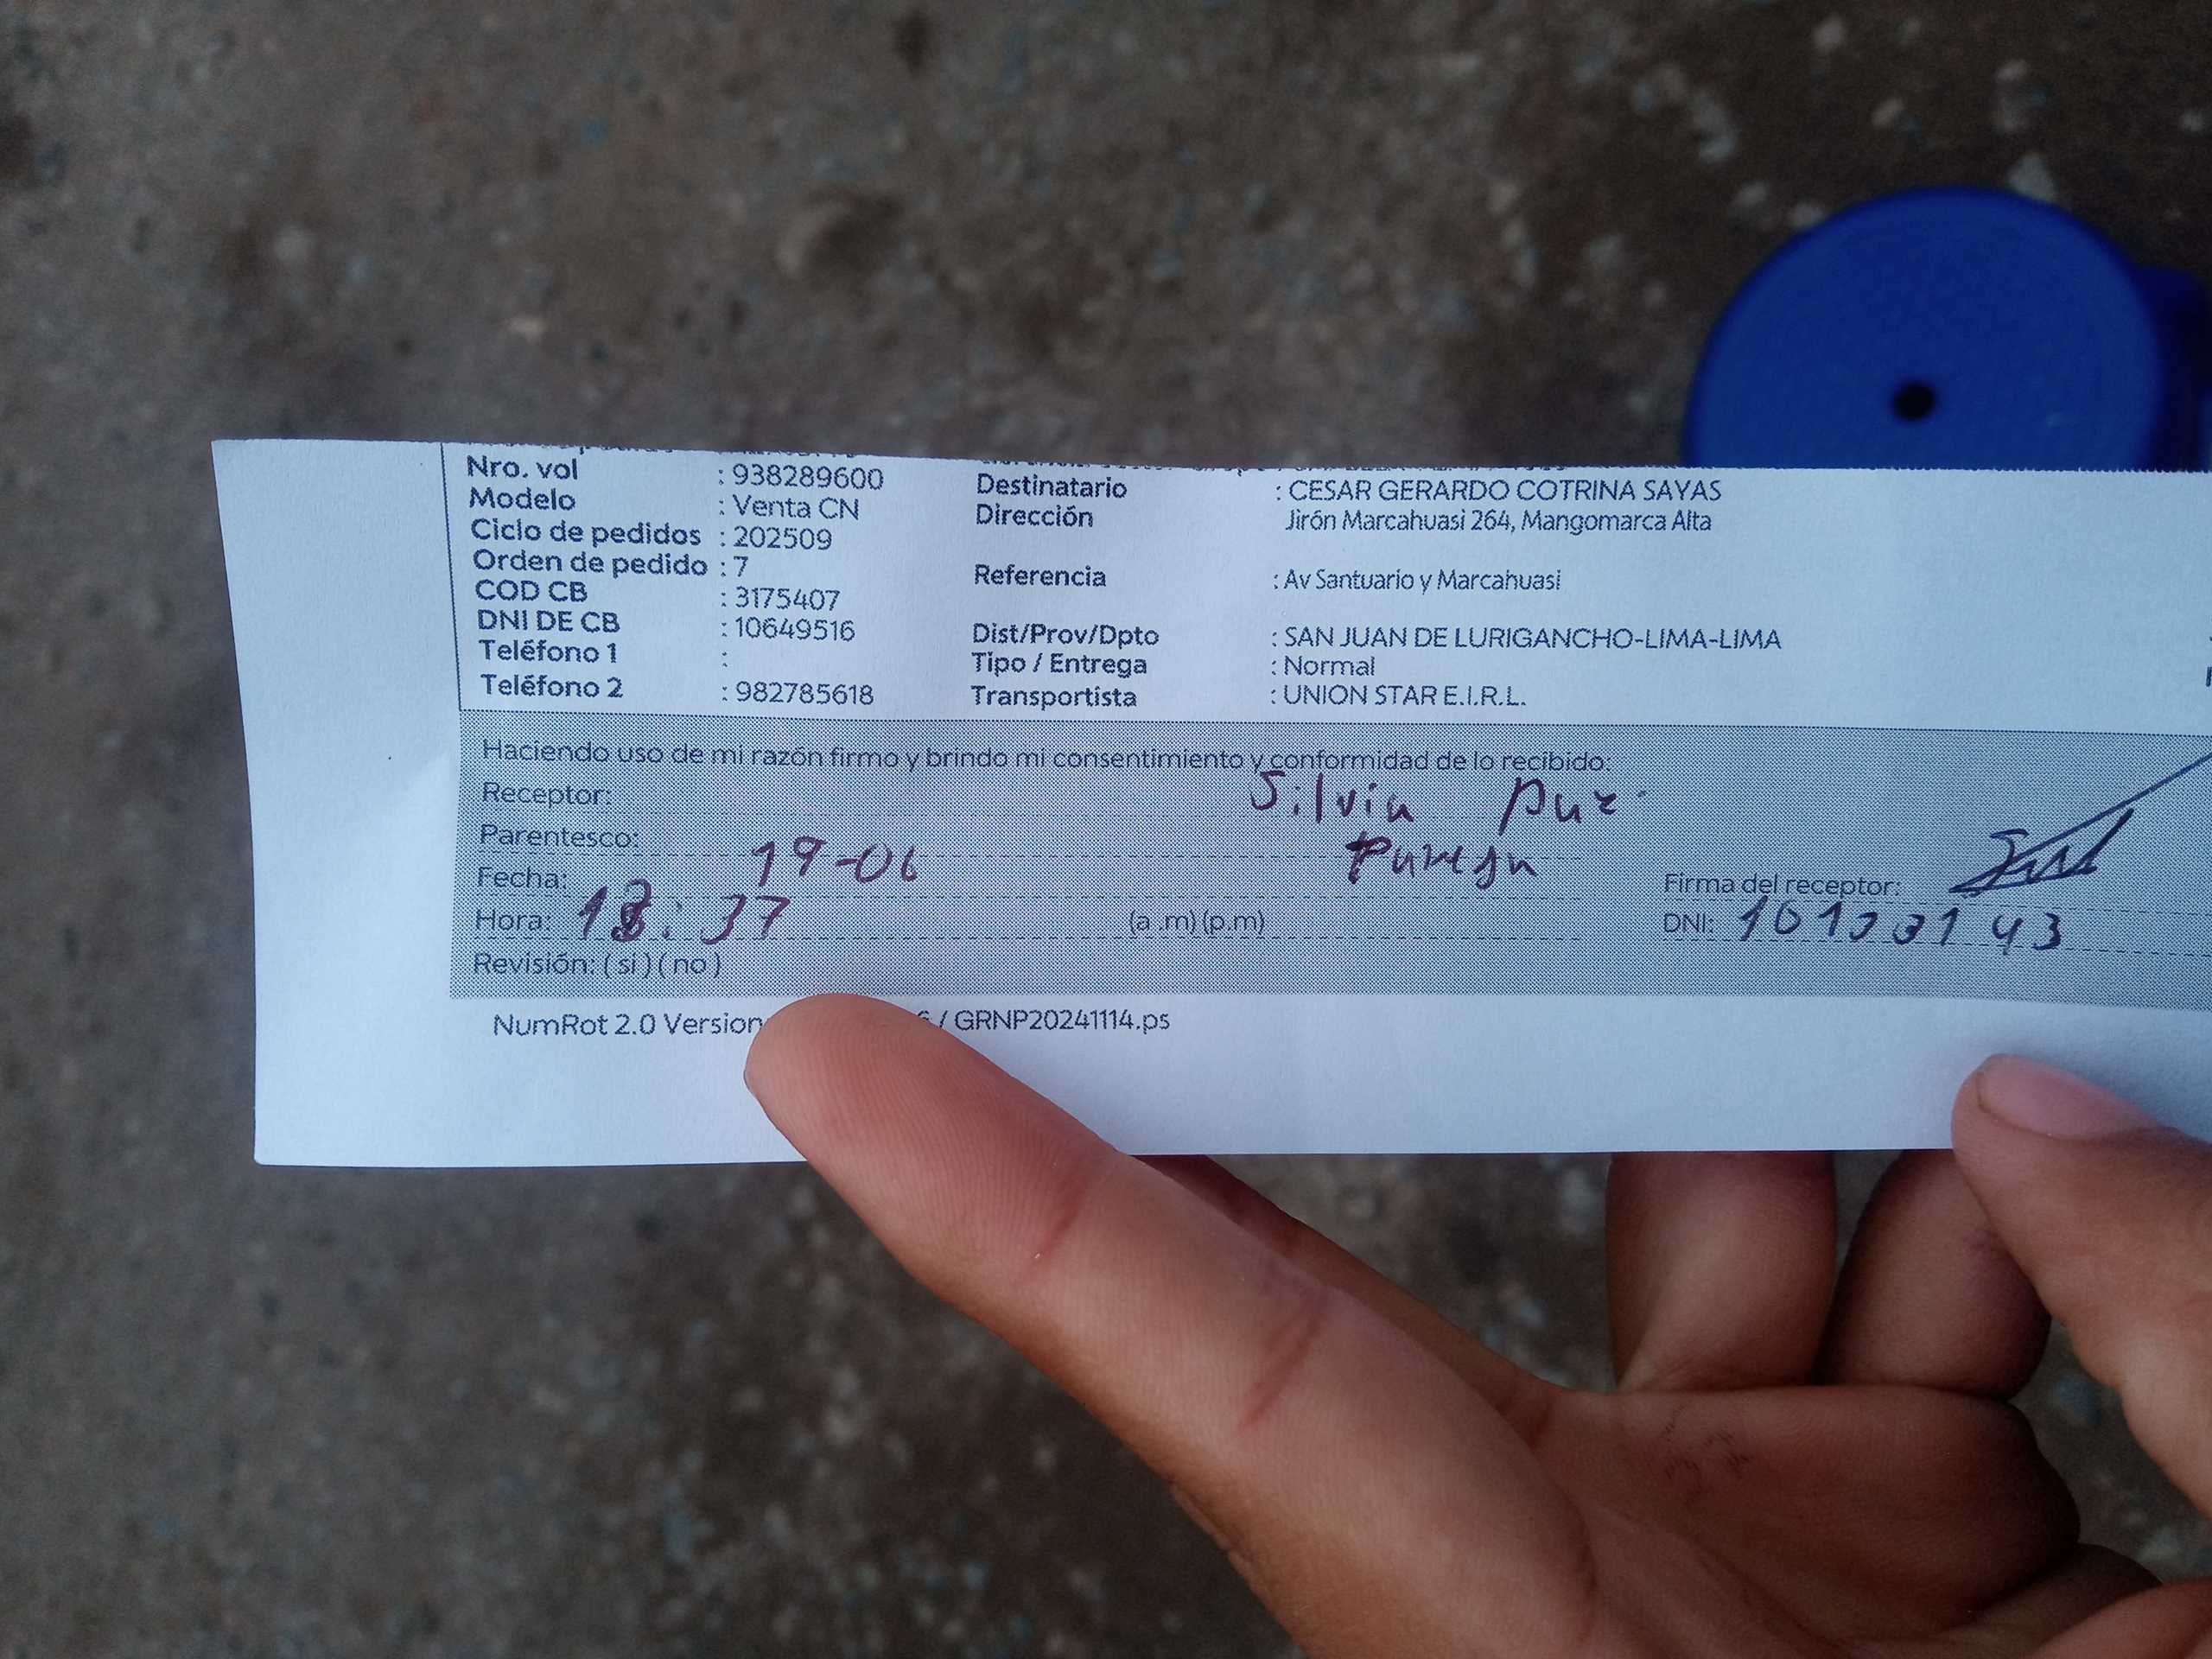 Nro. vol : 938289600
Modelo : Venta CN
Ciclo de pedidos : 202509
Orden de pedido : 7
COD CB : 3175407
DNI DE CB : 10649516
Teléfono 1 :
Teléfono 2 : 982785618
Destinatario : CESAR GERARDO COTRINA SAYAS
Dirección Jirón Marcahuasi 264, Mangomarca Alta
Referencia : Av Santuario y Marcahuasi
Dist/Prov/Dpto : SAN JUAN DE LURIGANCHO-LIMA-LIMA
Tipo / Entrega : Normal
Transportista : UNION STAR E.I.R.L.
Haciendo uso de mi razón firmo y brindo mi consentimiento y conformidad de lo recibido:
Receptor: Silvia
Parentesco: Pareja
Fecha: 19-06
Hora: (a .m) (p.m)
Revisión: ( si ) ( no )
Firma del receptor:
DNI:
NumRot 2.0 Version / GRNP20241114.ps